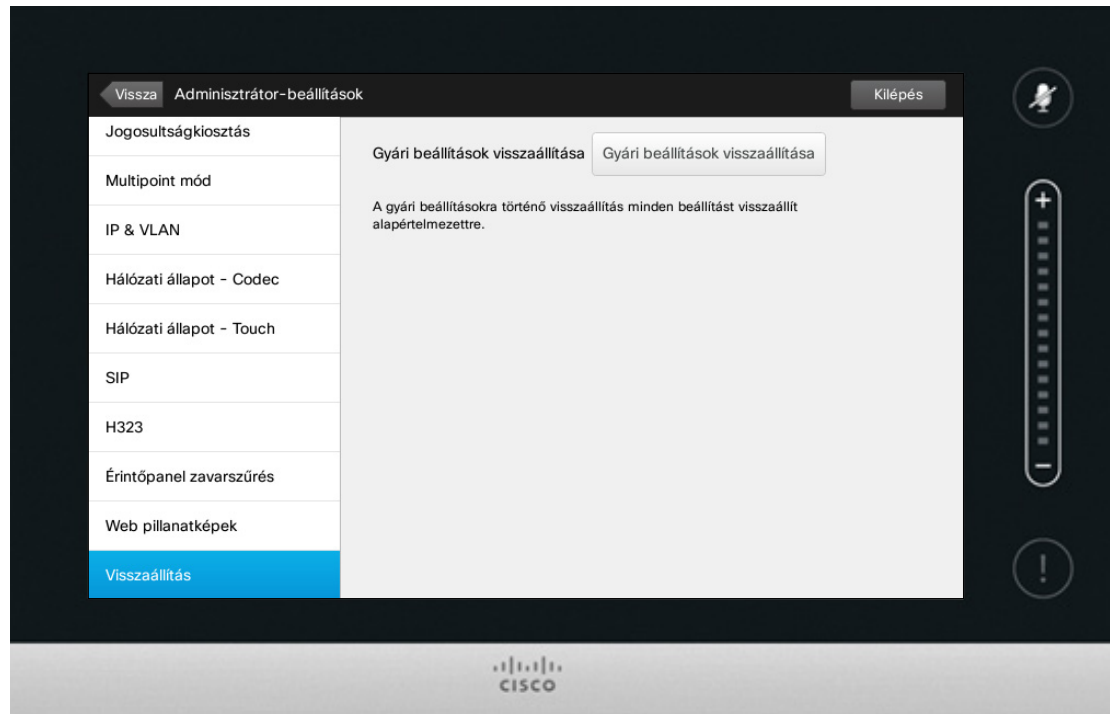 Vissza
Adminisztrátor-beállítások
Kilépés
Jogosultságkiosztás
Multipoint mód
IP & VLAN
Hálózati állapot - Codec
Hálózati állapot - Touch
SIP
H323
Érintőpanel zavarszűrés
Web pillanatképek
Visszaállítás
Gyári beállítások visszaállítása
Gyári beállítások visszaállítása
A gyári beállításokra történő visszaállítás minden beállítást visszaállít
alapértelmezettre.
+
-
!
CISCO